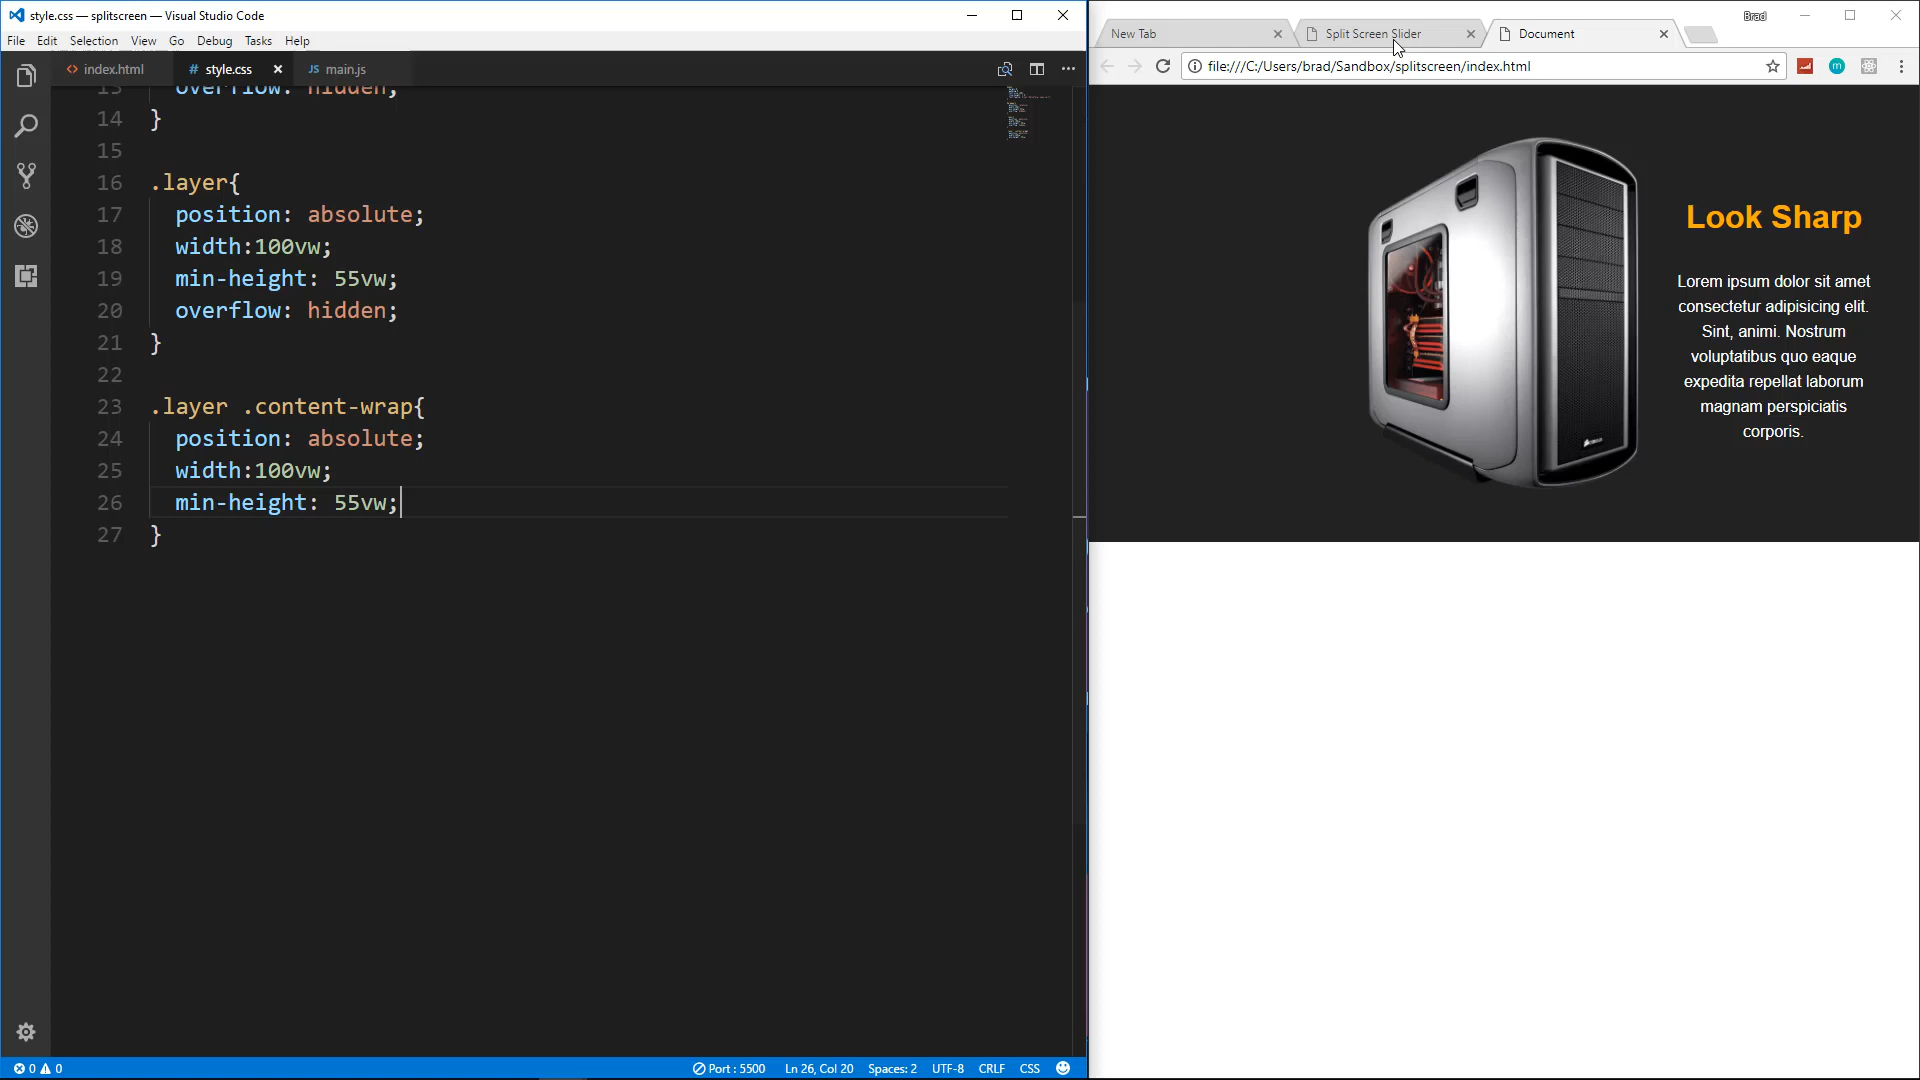 style.css — splitscreen — Visual Studio Code
File Edit Selection View Go Debug Tasks Help
index.html
style.css
JS main.js
13 overflow: hidden;
14 }
15
16 .layer{
17 position: absolute;
18 width:100vw;
19 min-height: 55vw;
20 overflow: hidden;
21 }
22
23 .layer .content-wrap{
24 position: absolute;
25 width:100vw;
26 min-height: 55vw;
27 }
0 0 Port : 5500 Ln 26, Col 20 Spaces: 2 UTF-8 CRLF CSS
Brad
New Tab
Split Screen Slider
Document
file:///C:/Users/brad/Sandbox/splitscreen/index.html
Look Sharp
Lorem ipsum dolor sit amet
consectetur adipisicing elit.
Sint, animi. Nostrum
voluptatibus quo eaque
expedita repellat laborum
magnam perspiciatis
corporis.